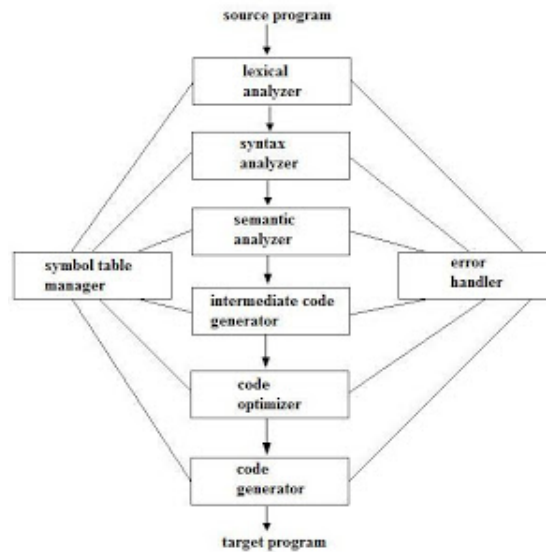 source program
lexical
analyzer
syntax
analyzer
semantic
analyzer
symbol table
manager
error
handler
intermediate code
generator
code
optimizer
code
generator
target program